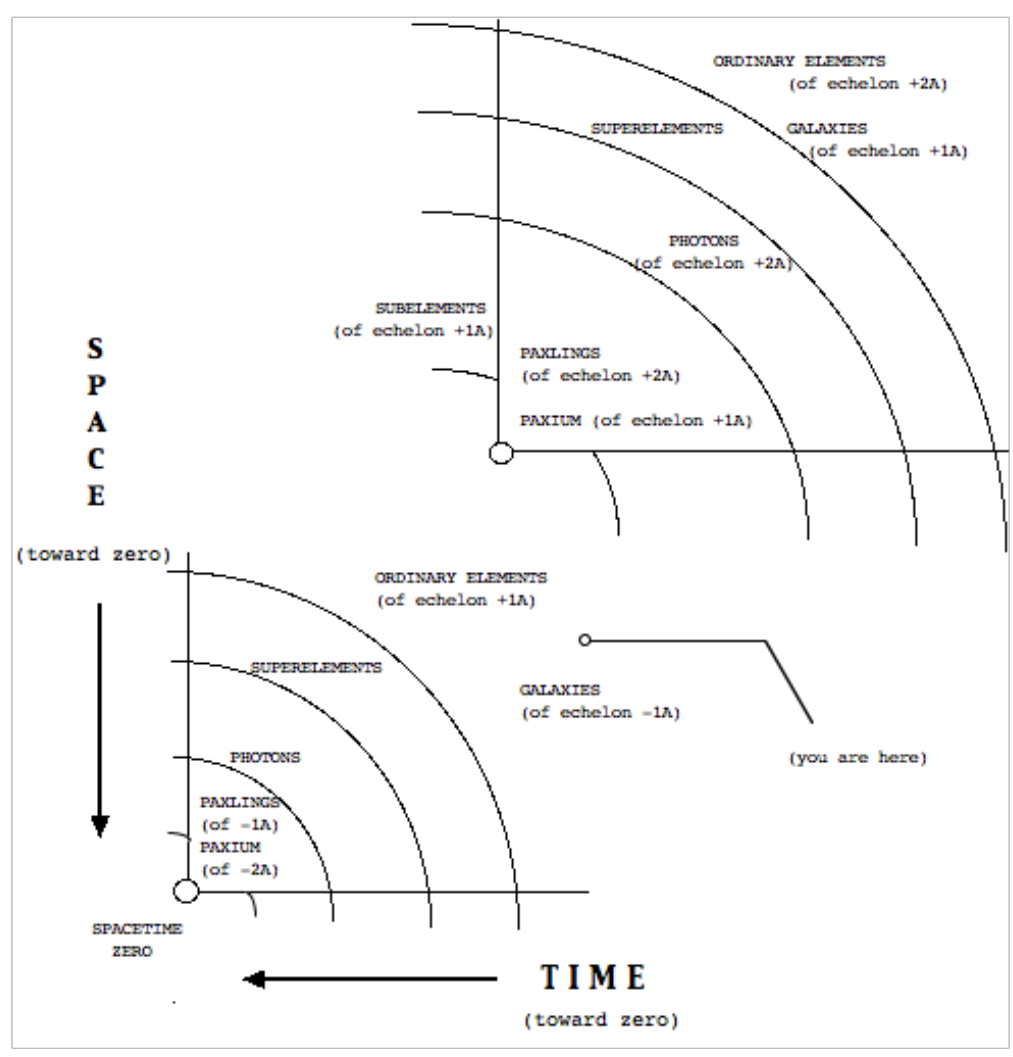 ORDINARY ELEMENTS
(of echelon +2A)
SUPERELEMENTS
GALAXIES
(of echelon +1A)
PHOTONS
(of echelon +2A)
SUBELEMENTS
(of echelon +1A)
PAXLINGS
(of echelon +2A)
PAXIUM (of echelon +1A)
SPACE
(toward zero)
ORDINARY ELEMENTS
(of echelon +1A)
SUPERELEMENTS
GALAXIES
(of echelon -1A)
(you are here)
PHOTONS
PAXLINGS
(of -1A)
PAXIUM
(of -2A)
SPACETIME
ZERO
TIME
(toward zero)